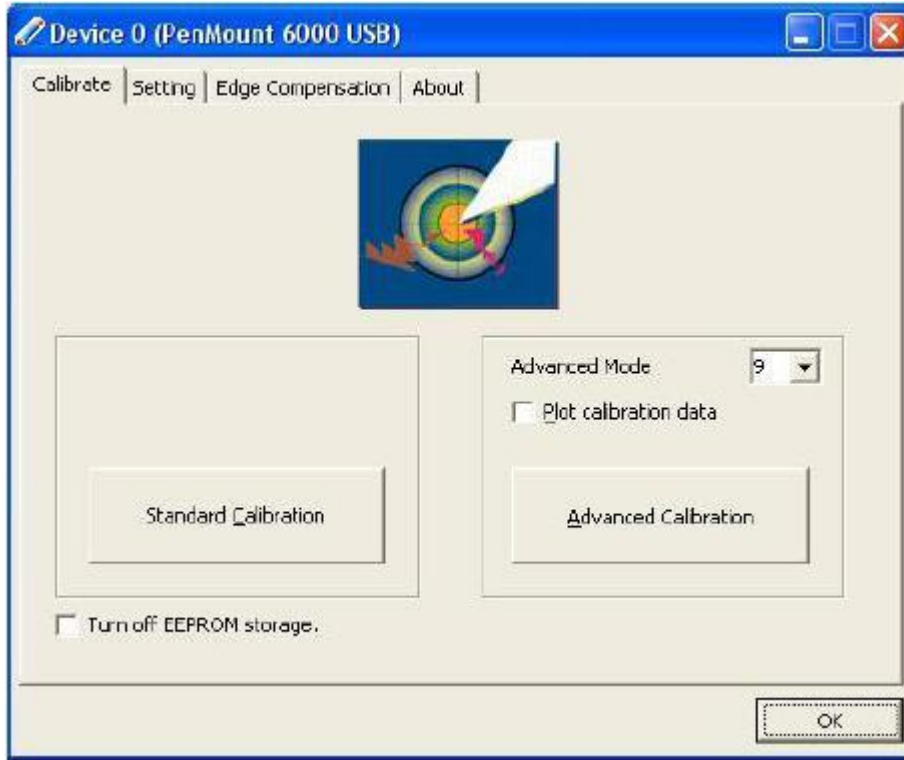 Device 0 (PenMount 6000 USB)
Calibrate Setting Edge Compensation About
Advanced Mode 9
Plot calibration data
Standard Calibration
Advanced Calibration
Turn off EEPROM storage.
OK